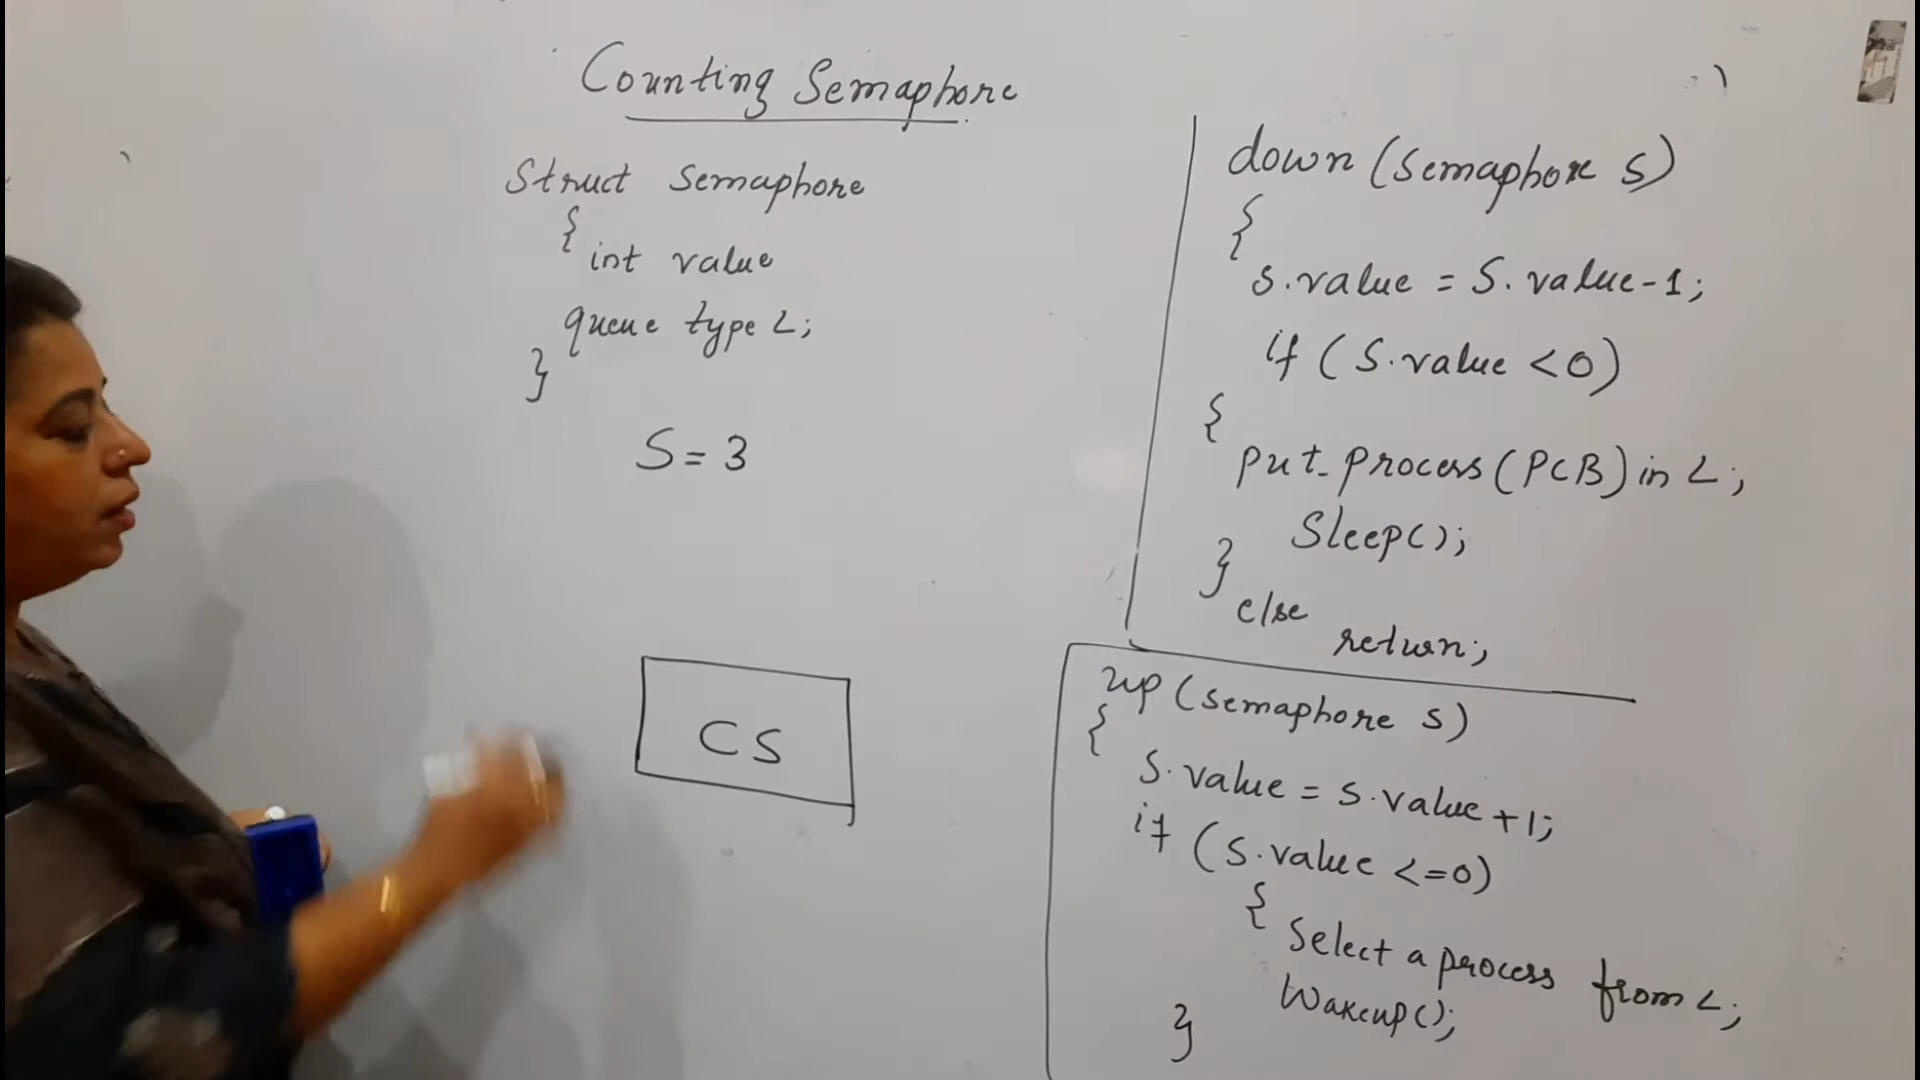 Counting Semaphore
Struct Semaphore
{
int value
queue type L;
}
S = 3
CS
down (Semaphore S)
{
S.value = S.value-1;
if (S.value <0)
{
put_process (PCB) in L;
Sleep();
}
else
return;
up (Semaphore S)
{
S.value = S.value +1;
if (S.value <=0)
{
Select a process from L;
Wakeup();
}